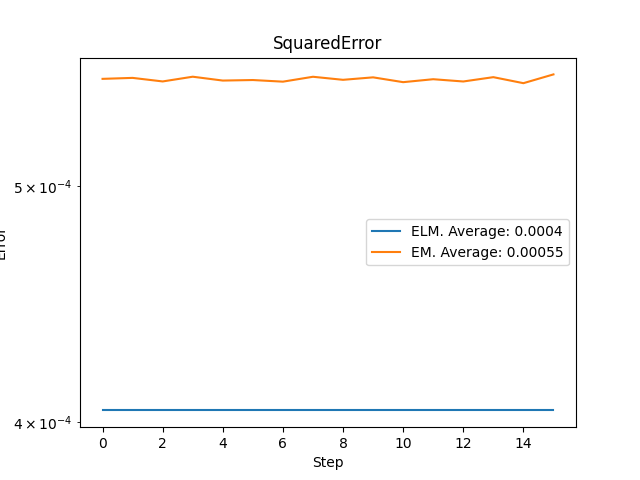 SquaredError
5 × 10⁻⁴
4 × 10⁻⁴
Error
ELM. Average: 0.0004
EM. Average: 0.00055
0 2 4 6 8 10 12 14
Step